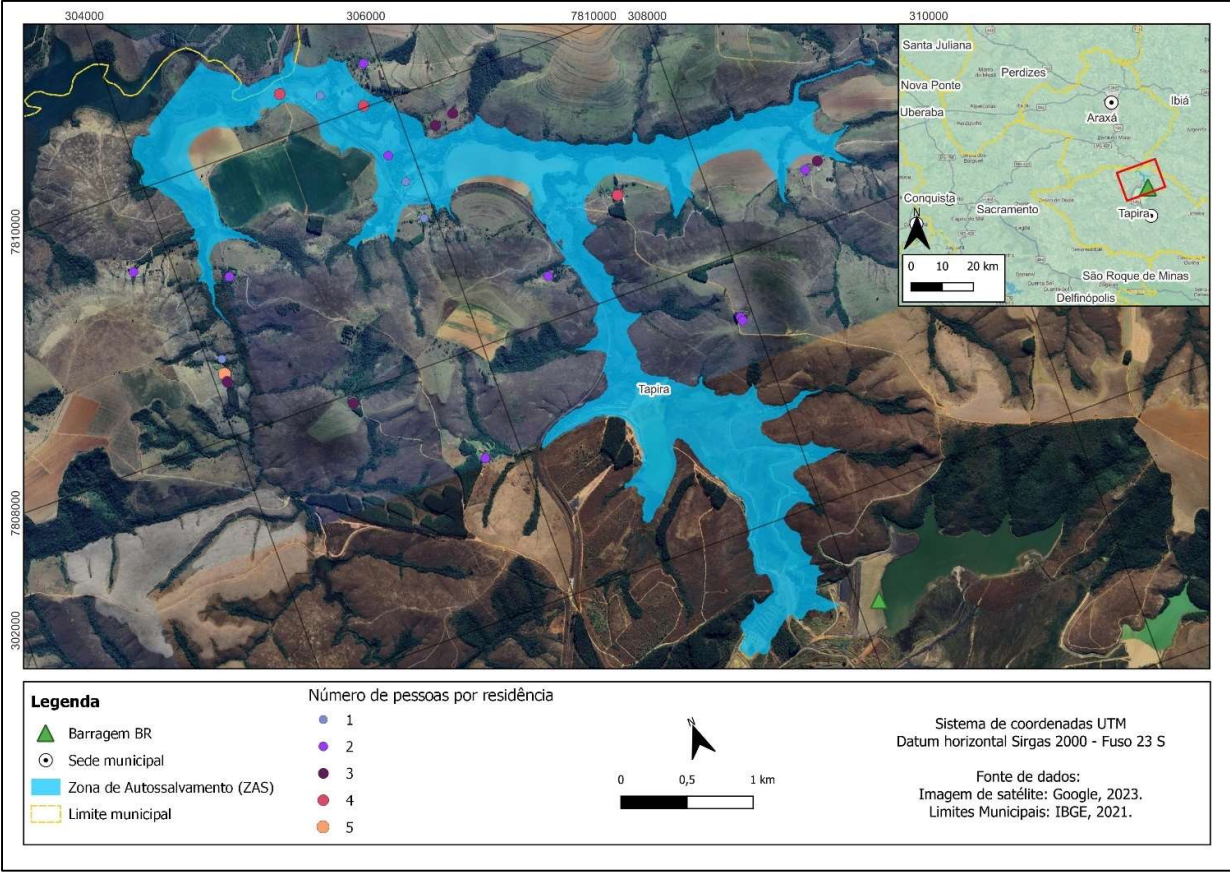 304000
306000
7810000
308000
310000
7810000
7808000
302000
Tapira
Santa Juliana
Perdizes
Nova Ponte
Ibiá
Uberaba
Araxá
Conquista
Sacramento
Tapira
São Roque de Minas
Delfinópolis
0 10 20 km
Legenda
Barragem BR
Sede municipal
Zona de Autossalvamento (ZAS)
Limite municipal
Número de pessoas por residência
1
2
3
4
5
N
0 0,5 1 km
Sistema de coordenadas UTM
Datum horizontal Sirgas 2000 - Fuso 23 S
Fonte de dados:
Imagem de satélite: Google, 2023.
Limites Municipais: IBGE, 2021.